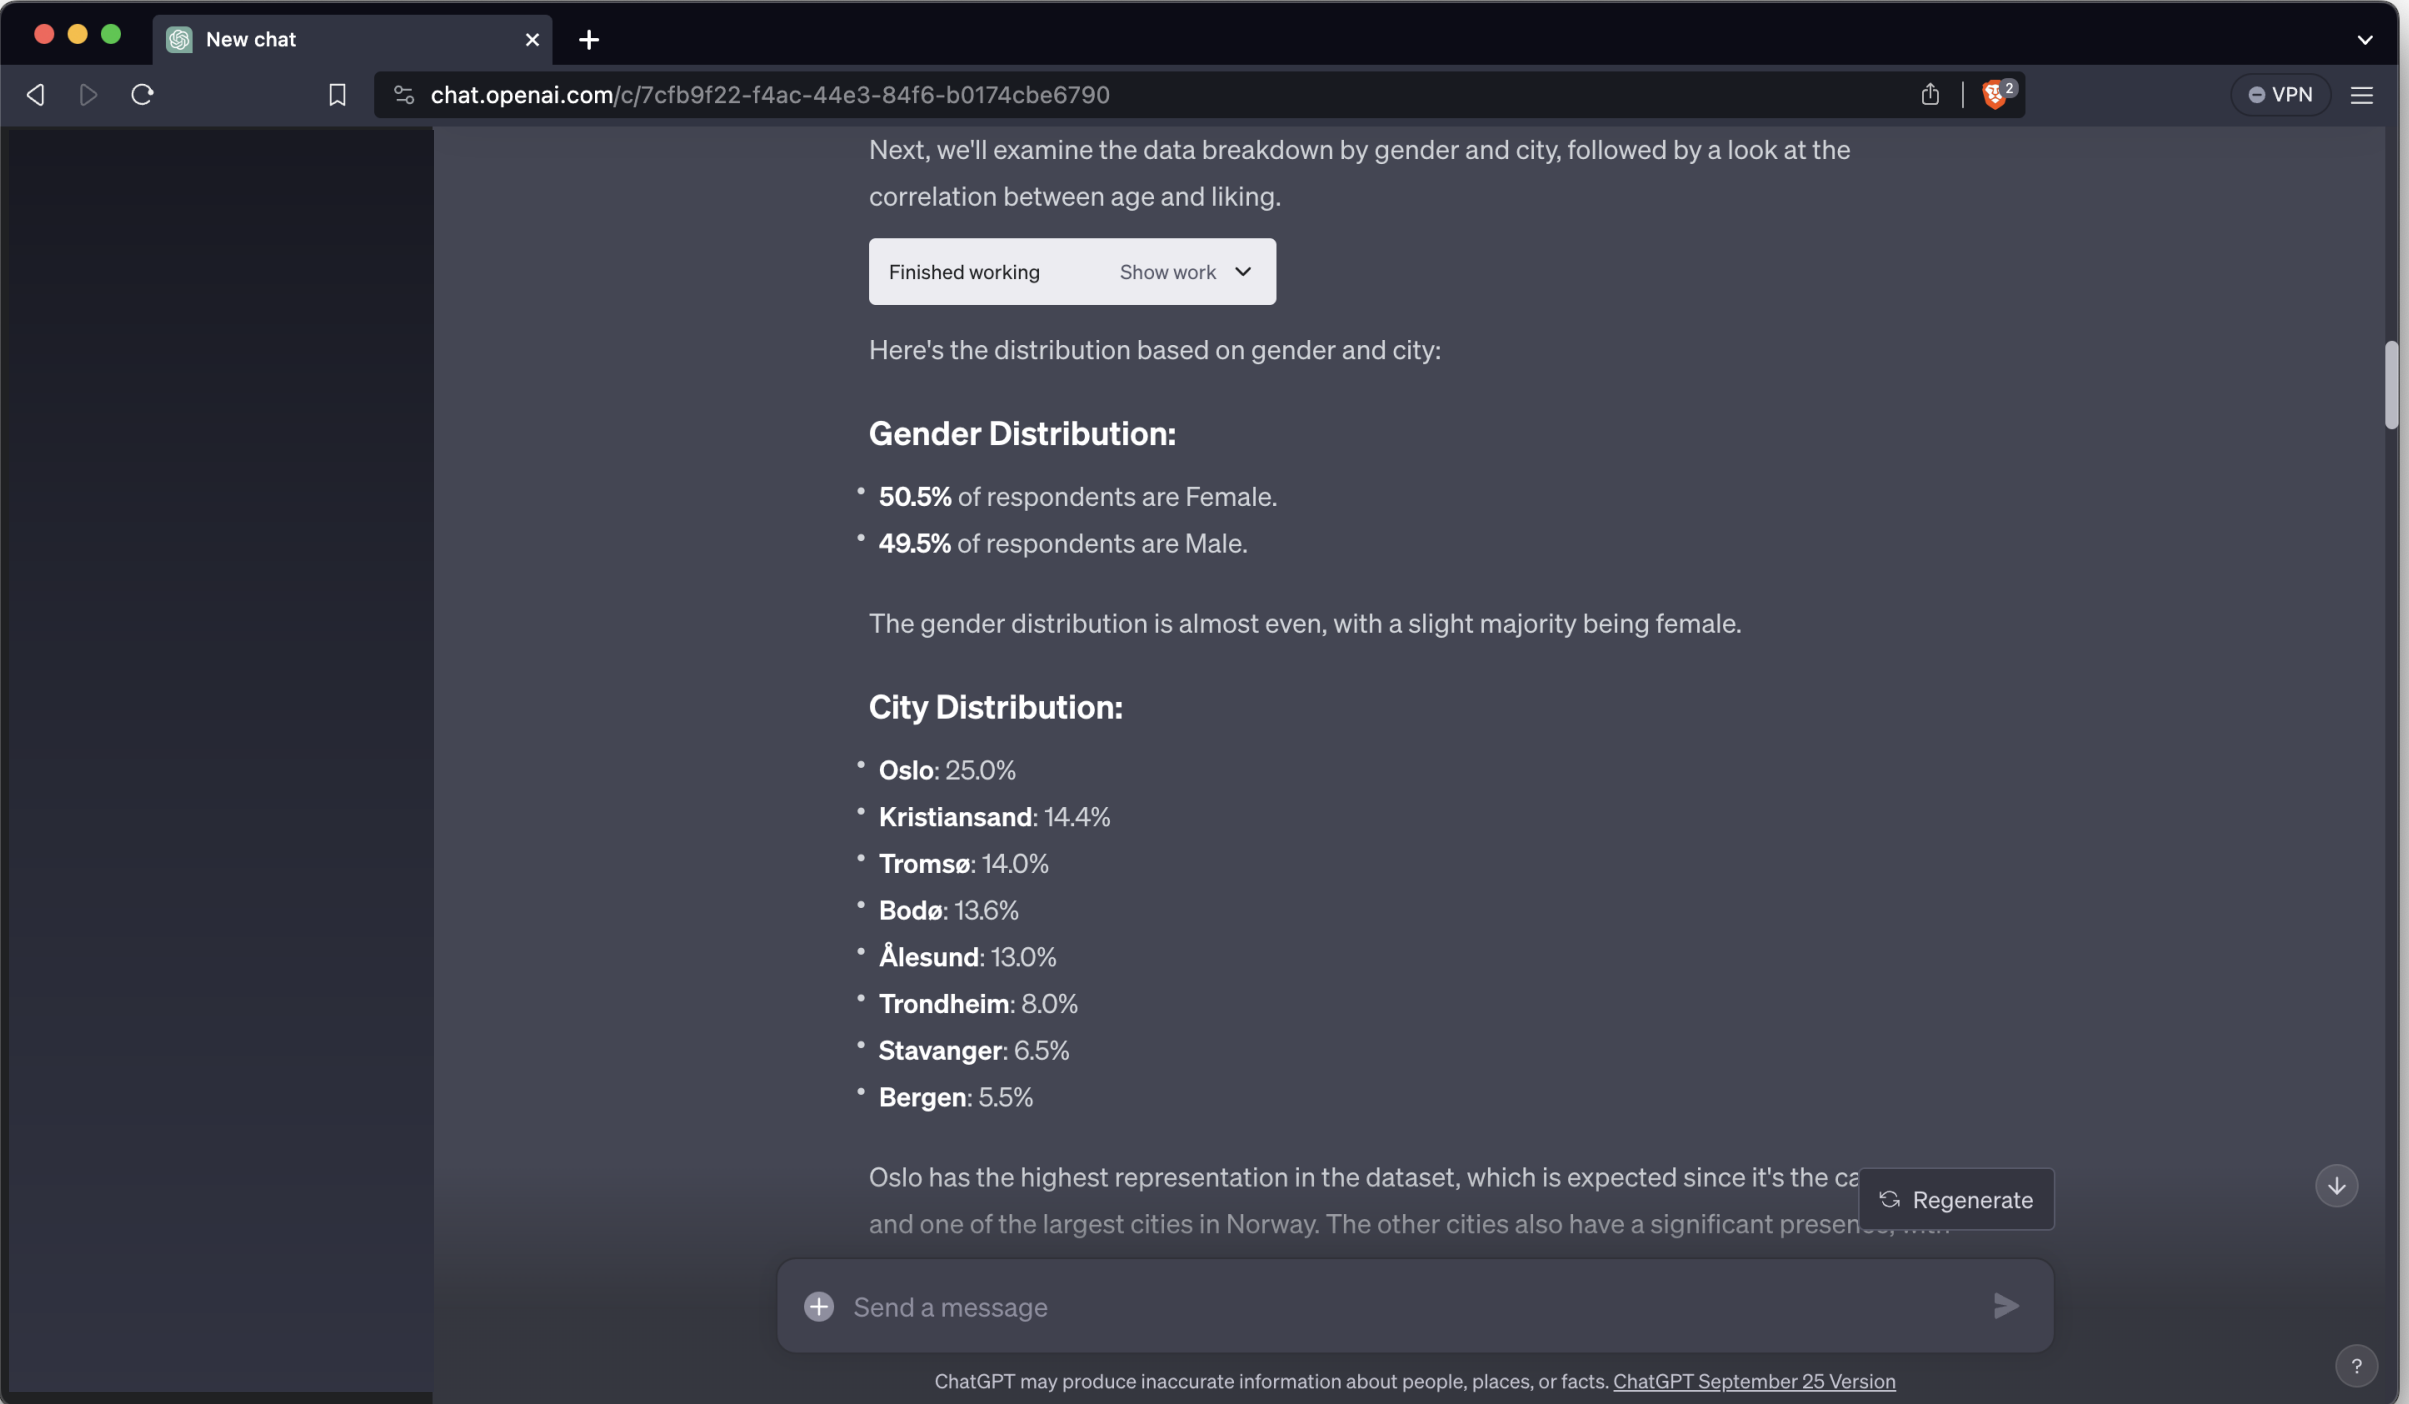 New chat
chat.openai.com/c/7cfb9f22-f4ac-44e3-84f6-b0174cbe6790
2
VPN
Next, we'll examine the data breakdown by gender and city, followed by a look at the
correlation between age and liking.
Finished working Show work
Here's the distribution based on gender and city:
Gender Distribution:
• 50.5% of respondents are Female.
• 49.5% of respondents are Male.
The gender distribution is almost even, with a slight majority being female.
City Distribution:
• Oslo: 25.0%
• Kristiansand: 14.4%
• Tromsø: 14.0%
• Bodø: 13.6%
• Ålesund: 13.0%
• Trondheim: 8.0%
• Stavanger: 6.5%
• Bergen: 5.5%
Oslo has the highest representation in the dataset, which is expected since it's the
Regenerate
and one of the largest cities in Norway. The other cities also have a significant
Send a message
ChatGPT may produce inaccurate information about people, places, or facts. ChatGPT September 25 Version
?